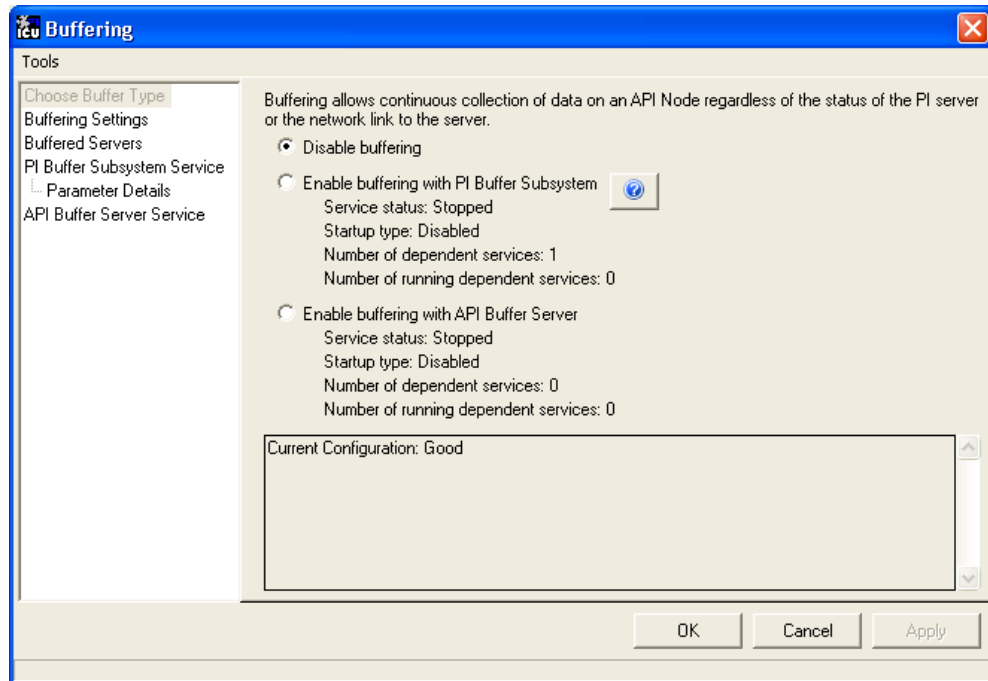 ICU Buffering
Tools
Choose Buffer Type
Buffering Settings
Buffered Servers
PI Buffer Subsystem Service
Parameter Details
API Buffer Server Service
Buffering allows continuous collection of data on an API Node regardless of the status of the PI server
or the network link to the server.
Disable buffering
Enable buffering with PI Buffer Subsystem
?
Service status: Stopped
Startup type: Disabled
Number of dependent services: 1
Number of running dependent services: 0
Enable buffering with API Buffer Server
Service status: Stopped
Startup type: Disabled
Number of dependent services: 0
Number of running dependent services: 0
Current Configuration: Good
OK Cancel Apply